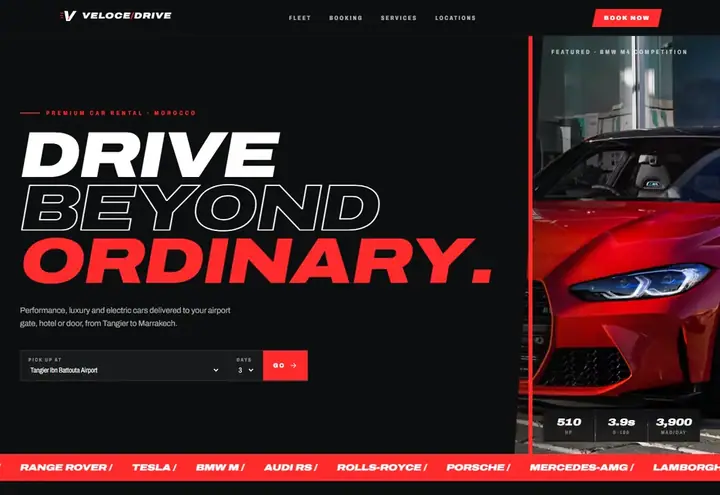 VELOCE/DRIVE
FLEET BOOKING SERVICES LOCATIONS
BOOK NOW
FEATURED · BMW M4 COMPETITION
PREMIUM CAR RENTAL · MOROCCO
DRIVE
BEYOND
ORDINARY.
Performance, luxury and electric cars delivered to your airport
gate, hotel or door, from Tangier to Marrakech.
PICK UP AT
Tangier Ibn Battouta Airport
DAYS
3
GO →
510
HP
3.9s
0-100
3,900
MAD/DAY
RANGE ROVER / TESLA / BMW M / AUDI RS / ROLLS-ROYCE / PORSCHE / MERCEDES-AMG / LAMBORGH